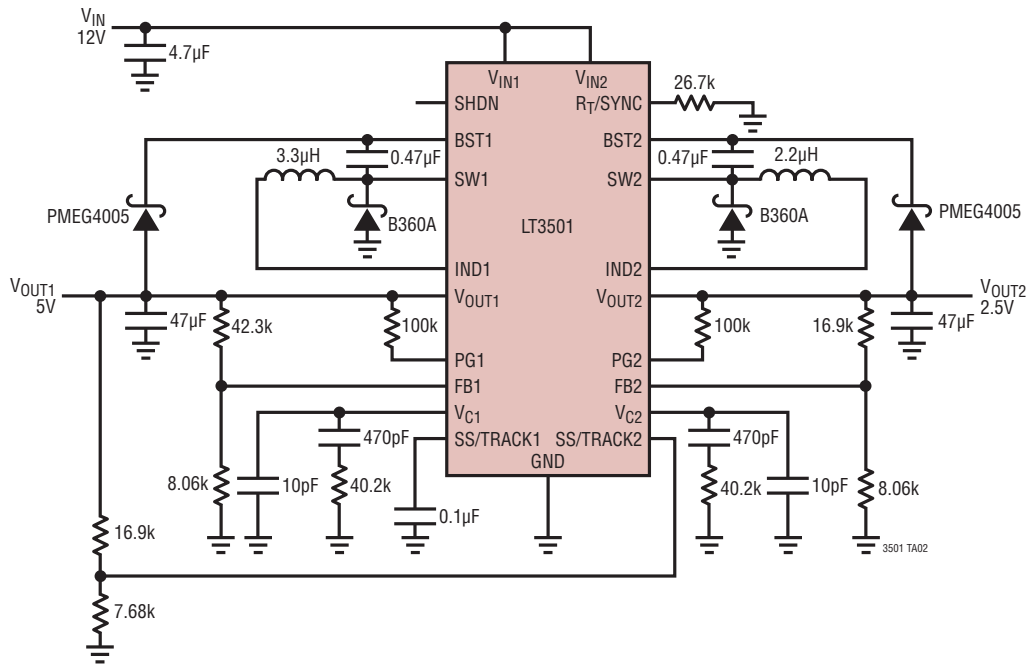 VIN
12V
4.7µF
VIN1
VIN2
SHDN
RT/SYNC
26.7k
BST1
BST2
3.3µH
0.47µF
0.47µF
2.2µH
SW1
SW2
PMEG4005
B360A
LT3501
B360A
PMEG4005
IND1
IND2
VOUT1
5V
VOUT1
VOUT2
VOUT2
2.5V
47µF
42.3k
100k
100k
16.9k
47µF
PG1
PG2
FB1
FB2
VC1
VC2
470pF
SS/TRACK1
SS/TRACK2
470pF
GND
8.06k
10pF
40.2k
40.2k
10pF
8.06k
0.1µF
16.9k
3501 TA02
7.68k